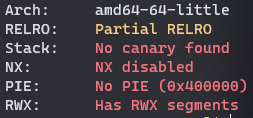 Arch:     amd64-64-little
RELRO:    Partial RELRO
Stack:    No canary found
NX:       NX disabled
PIE:      No PIE (0x400000)
RWX:      Has RWX segments